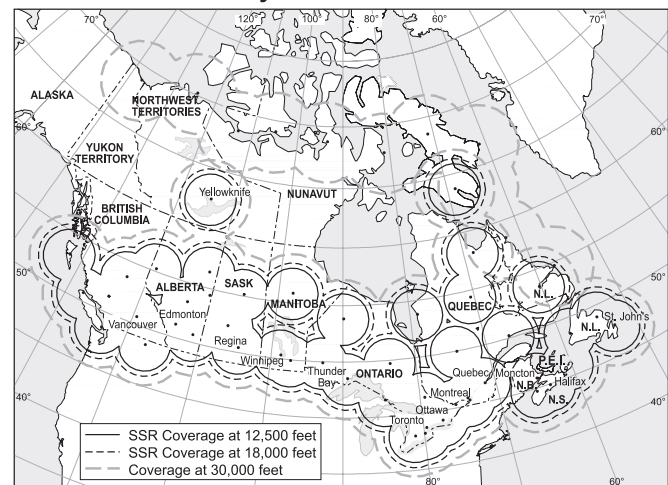 70°
120°
100°
80°
60°
70°
ALASKA
NORTHWEST
TERRITORIES
60°
60°
YUKON
TERRITORY
Yellowknife
NUNAVUT
BRITISH
COLUMBIA
50°
50°
ALBERTA
SASK
MANITOBA
QUEBEC
N.L.
Edmonton
Vancouver
St. John's
N.L.
Regina
Winnipeg
Thunder
Bay
ONTARIO
Quebec
Moncton
P.E.I.
N.B.
Halifax
N.S.
Montreal
Ottawa
Toronto
40°
40°
SSR Coverage at 12,500 feet
SSR Coverage at 18,000 feet
Coverage at 30,000 feet
80°
60°